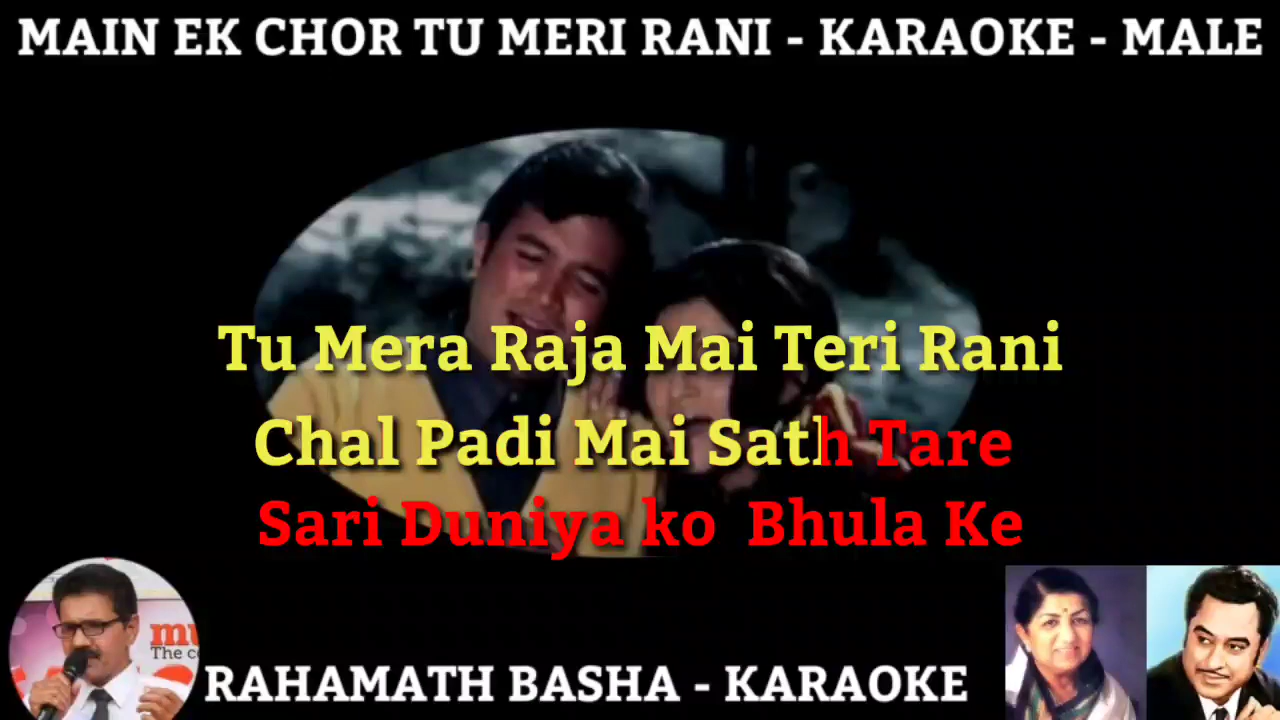 MAIN EK CHOR TU MERI RANI - KARAOKE - MALE
Tu Mera Raja Mai Teri Rani
Chal Padi Mai Sath Tare
Sari Duniya ko Bhula Ke
The
RAHAMATH BASHA - KARAOKE